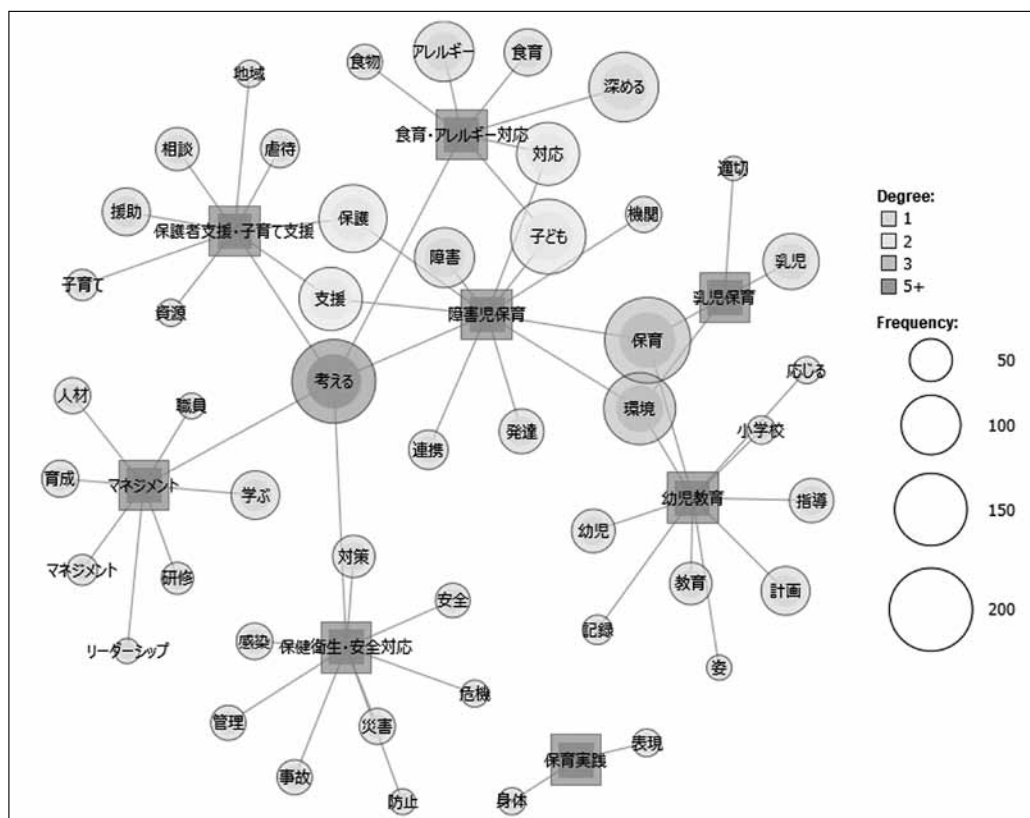 食物
アレルギー
食育
深める
地域
食育・アレルギー対応
相談
虐待
対応
適切
援助
保護者支援・子育て支援
保護
子ども
機関
障害
乳児
子育て
資源
支援
障害児保育
乳児保育
保育
考える
環境
応じる
人材
職員
連携
発達
小学校
育成
マネジメント
学ぶ
幼児教育
指導
幼児
マネジメント
研修
対策
教育
計画
リーダーシップ
感染
保健衛生・安全対応
安全
記録
姿
管理
災害
危機
事故
防止
保育実践
表現
身体
Degree:
1
2
3
5+
Frequency:
50
100
150
200